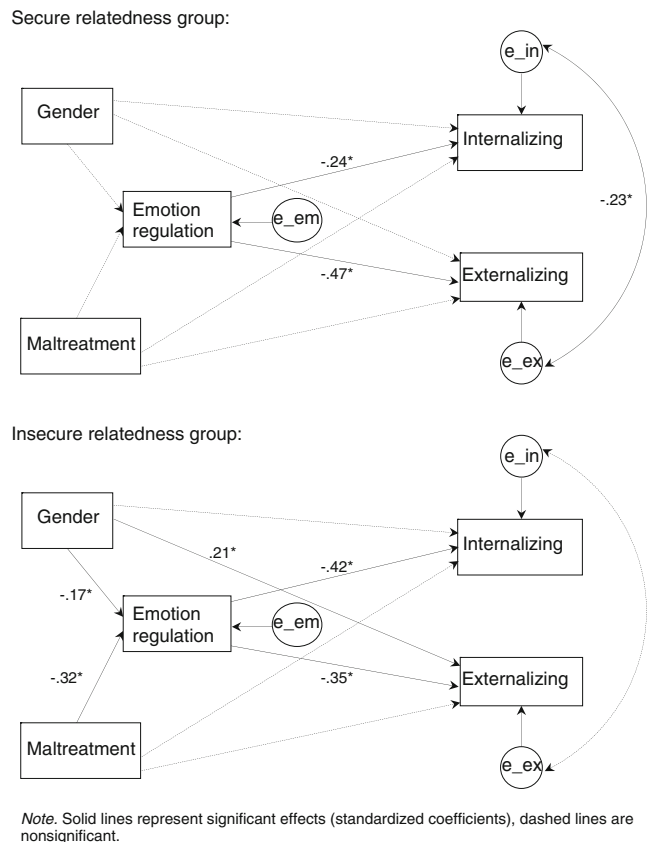 Secure relatedness group:
e_in
Gender
Internalizing
-.24*
-.23*
Emotion
regulation
e_em
-.47*
Externalizing
Maltreatment
e_ex
Insecure relatedness group:
e_in
Gender
Internalizing
.21*
-.42*
-.17*
Emotion
regulation
e_em
-.32*
-.35*
Externalizing
Maltreatment
e_ex
Note. Solid lines represent significant effects (standardized coefficients), dashed lines are
nonsignificant.